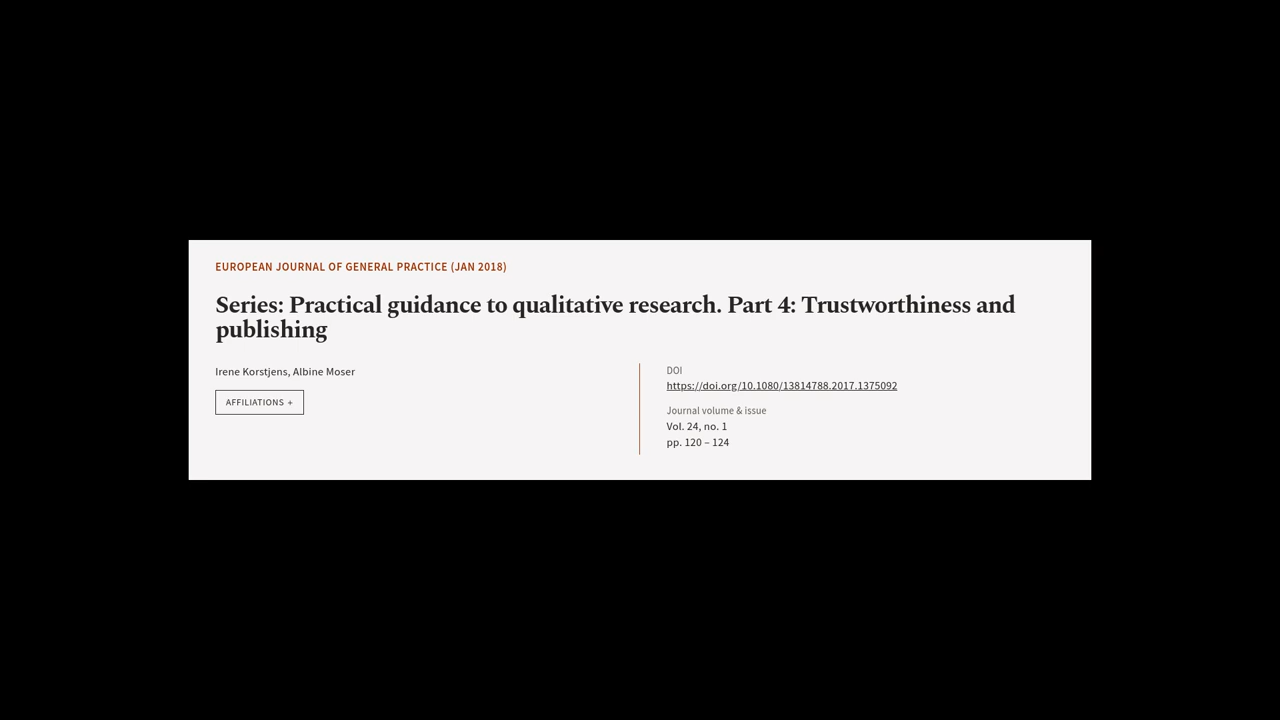 EUROPEAN JOURNAL OF GENERAL PRACTICE (JAN 2018)
Series: Practical guidance to qualitative research. Part 4: Trustworthiness and
publishing
Irene Korstjens, Albine Moser
AFFILIATIONS +
DOI
https://doi.org/10.1080/13814788.2017.1375092
Journal volume & issue
Vol. 24, no. 1
pp. 120 – 124